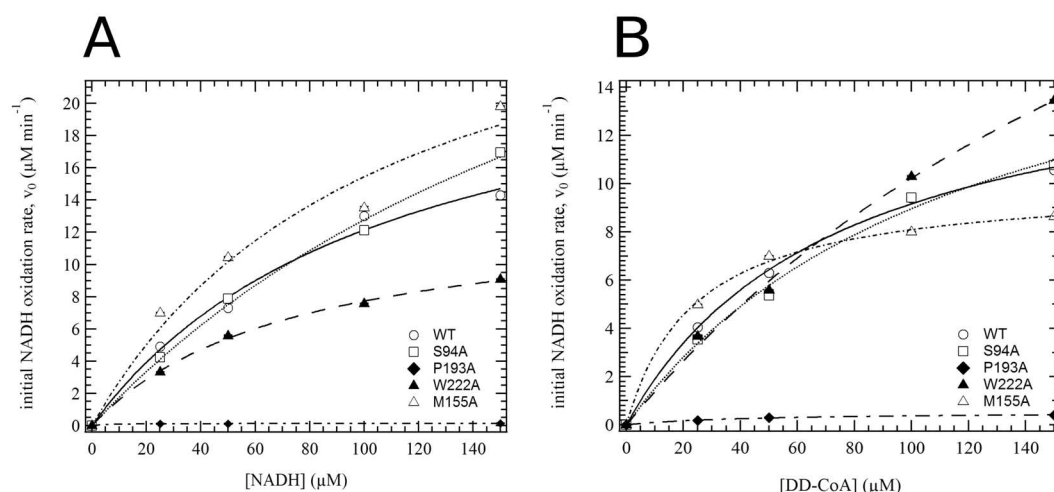 A
initial NADH oxidation rate, v₀ (µM min⁻¹)
20
18
16
14
12
10
8
6
4
2
0
WT
S94A
P193A
W222A
M155A
0
20
40
60
80
100
120
140
[NADH] (µM)
B
initial NADH oxidation rate, v₀ (µM min⁻¹)
14
12
10
8
6
4
2
0
WT
S94A
P193A
W222A
M155A
0
20
40
60
80
100
120
140
[DD-CoA] (µM)